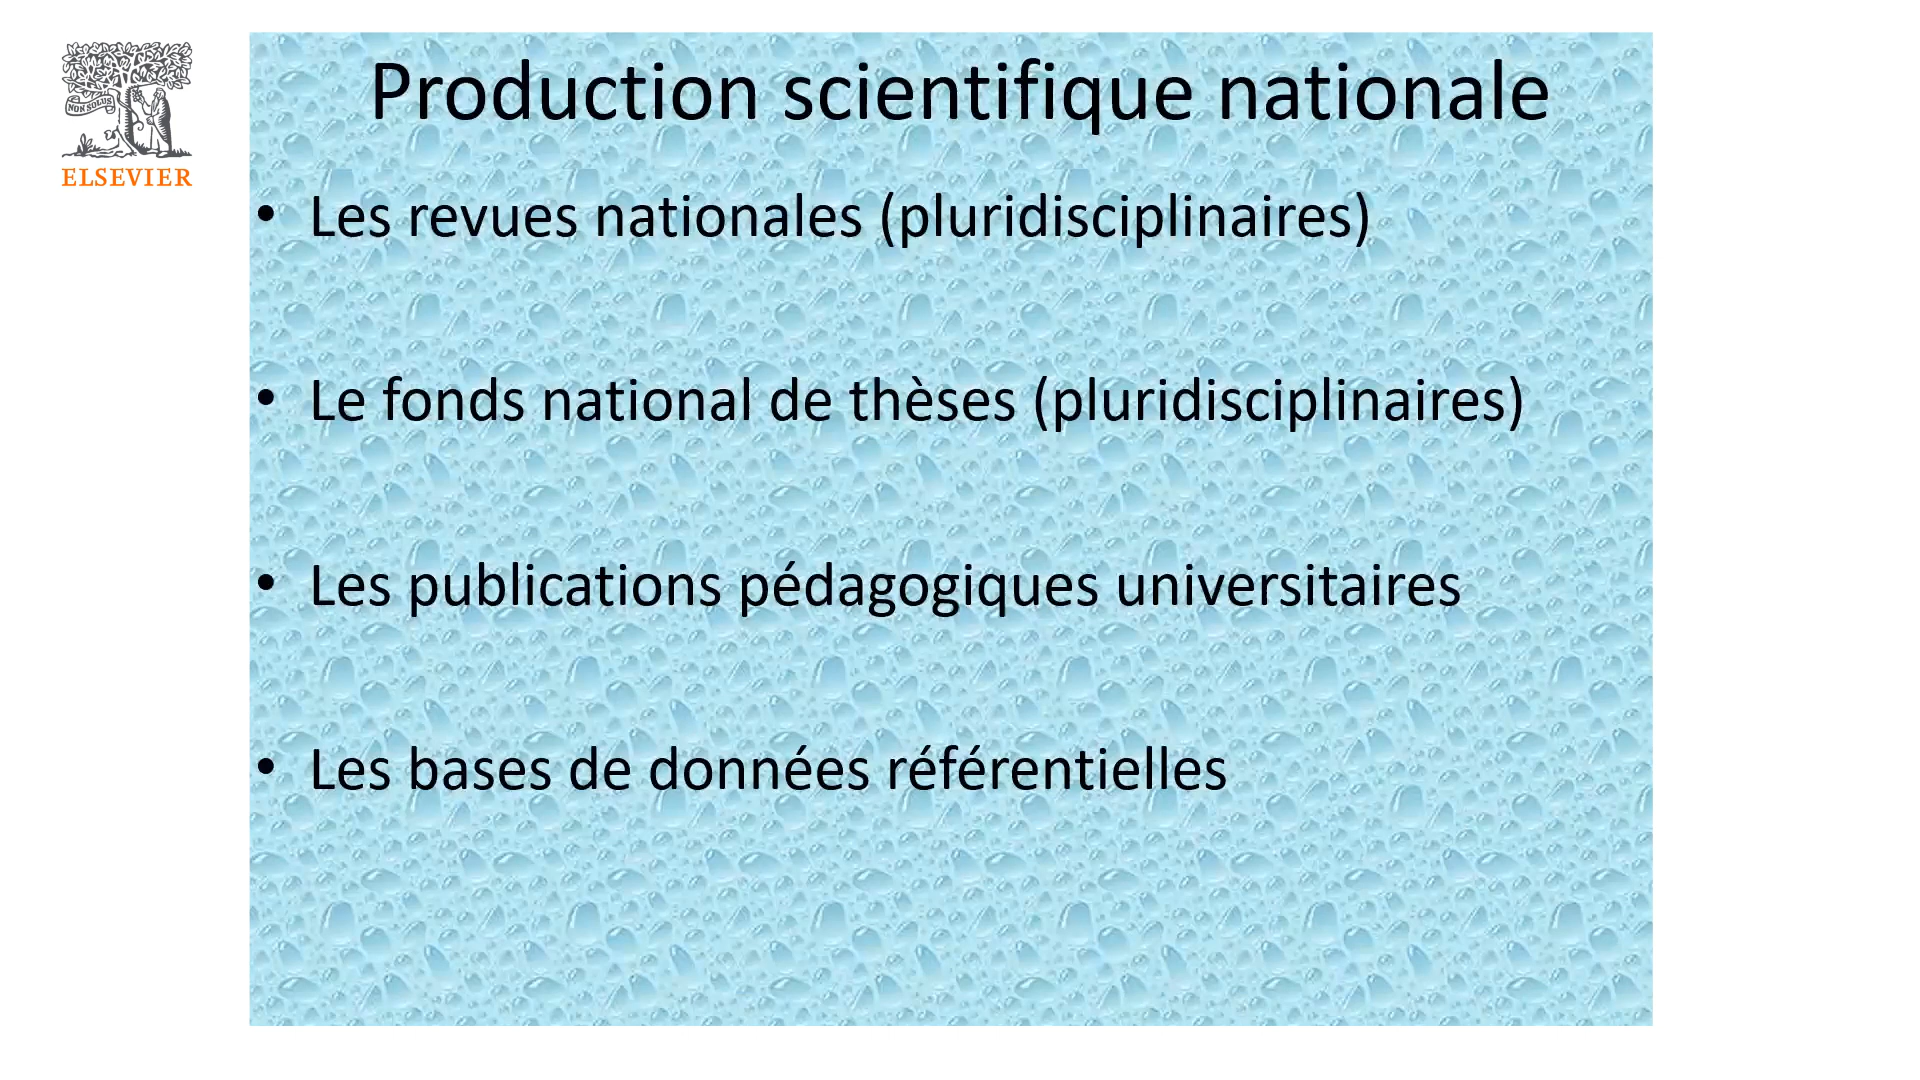 NON SOLUS
ELSEVIER
Production scientifique nationale
• Les revues nationales (pluridisciplinaires)
• Le fonds national de thèses (pluridisciplinaires)
• Les publications pédagogiques universitaires
• Les bases de données référentielles